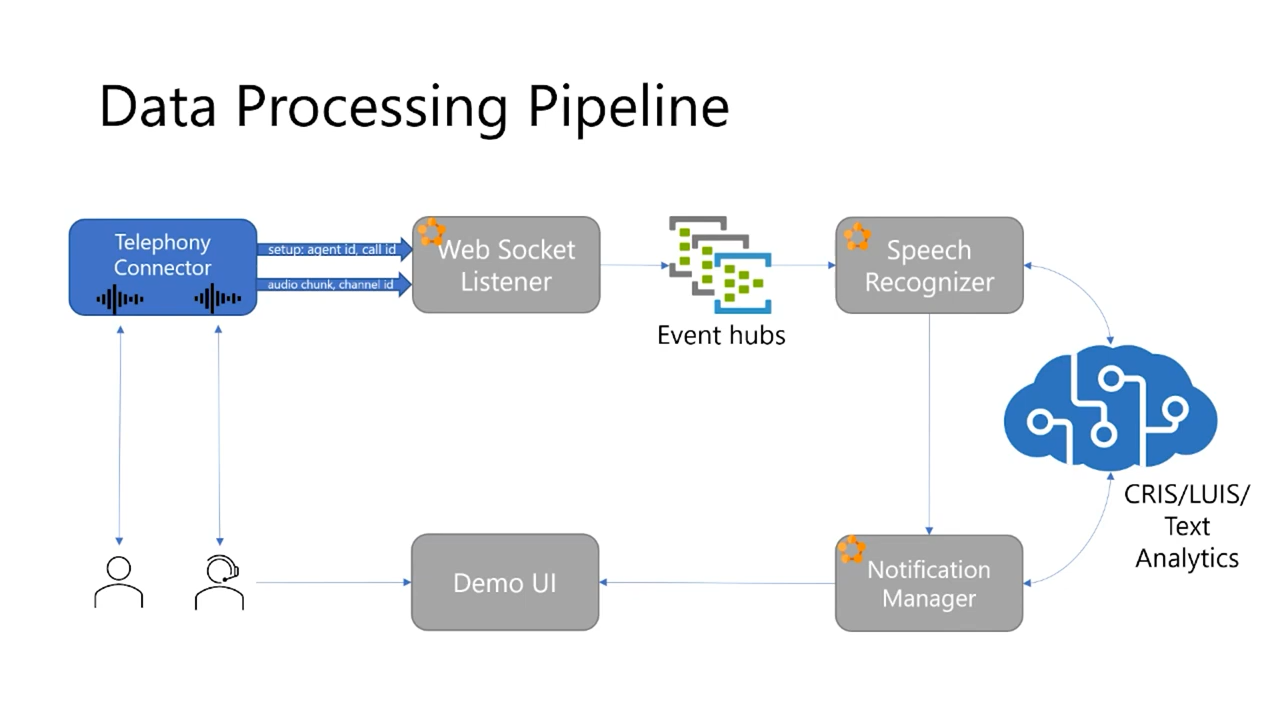 Data Processing Pipeline
Telephony
Connector
setup: agent id, call id
audio chunk, channel id
Web Socket
Listener
Event hubs
Speech
Recognizer
CRIS/LUIS/
Text
Analytics
Demo UI
Notification
Manager